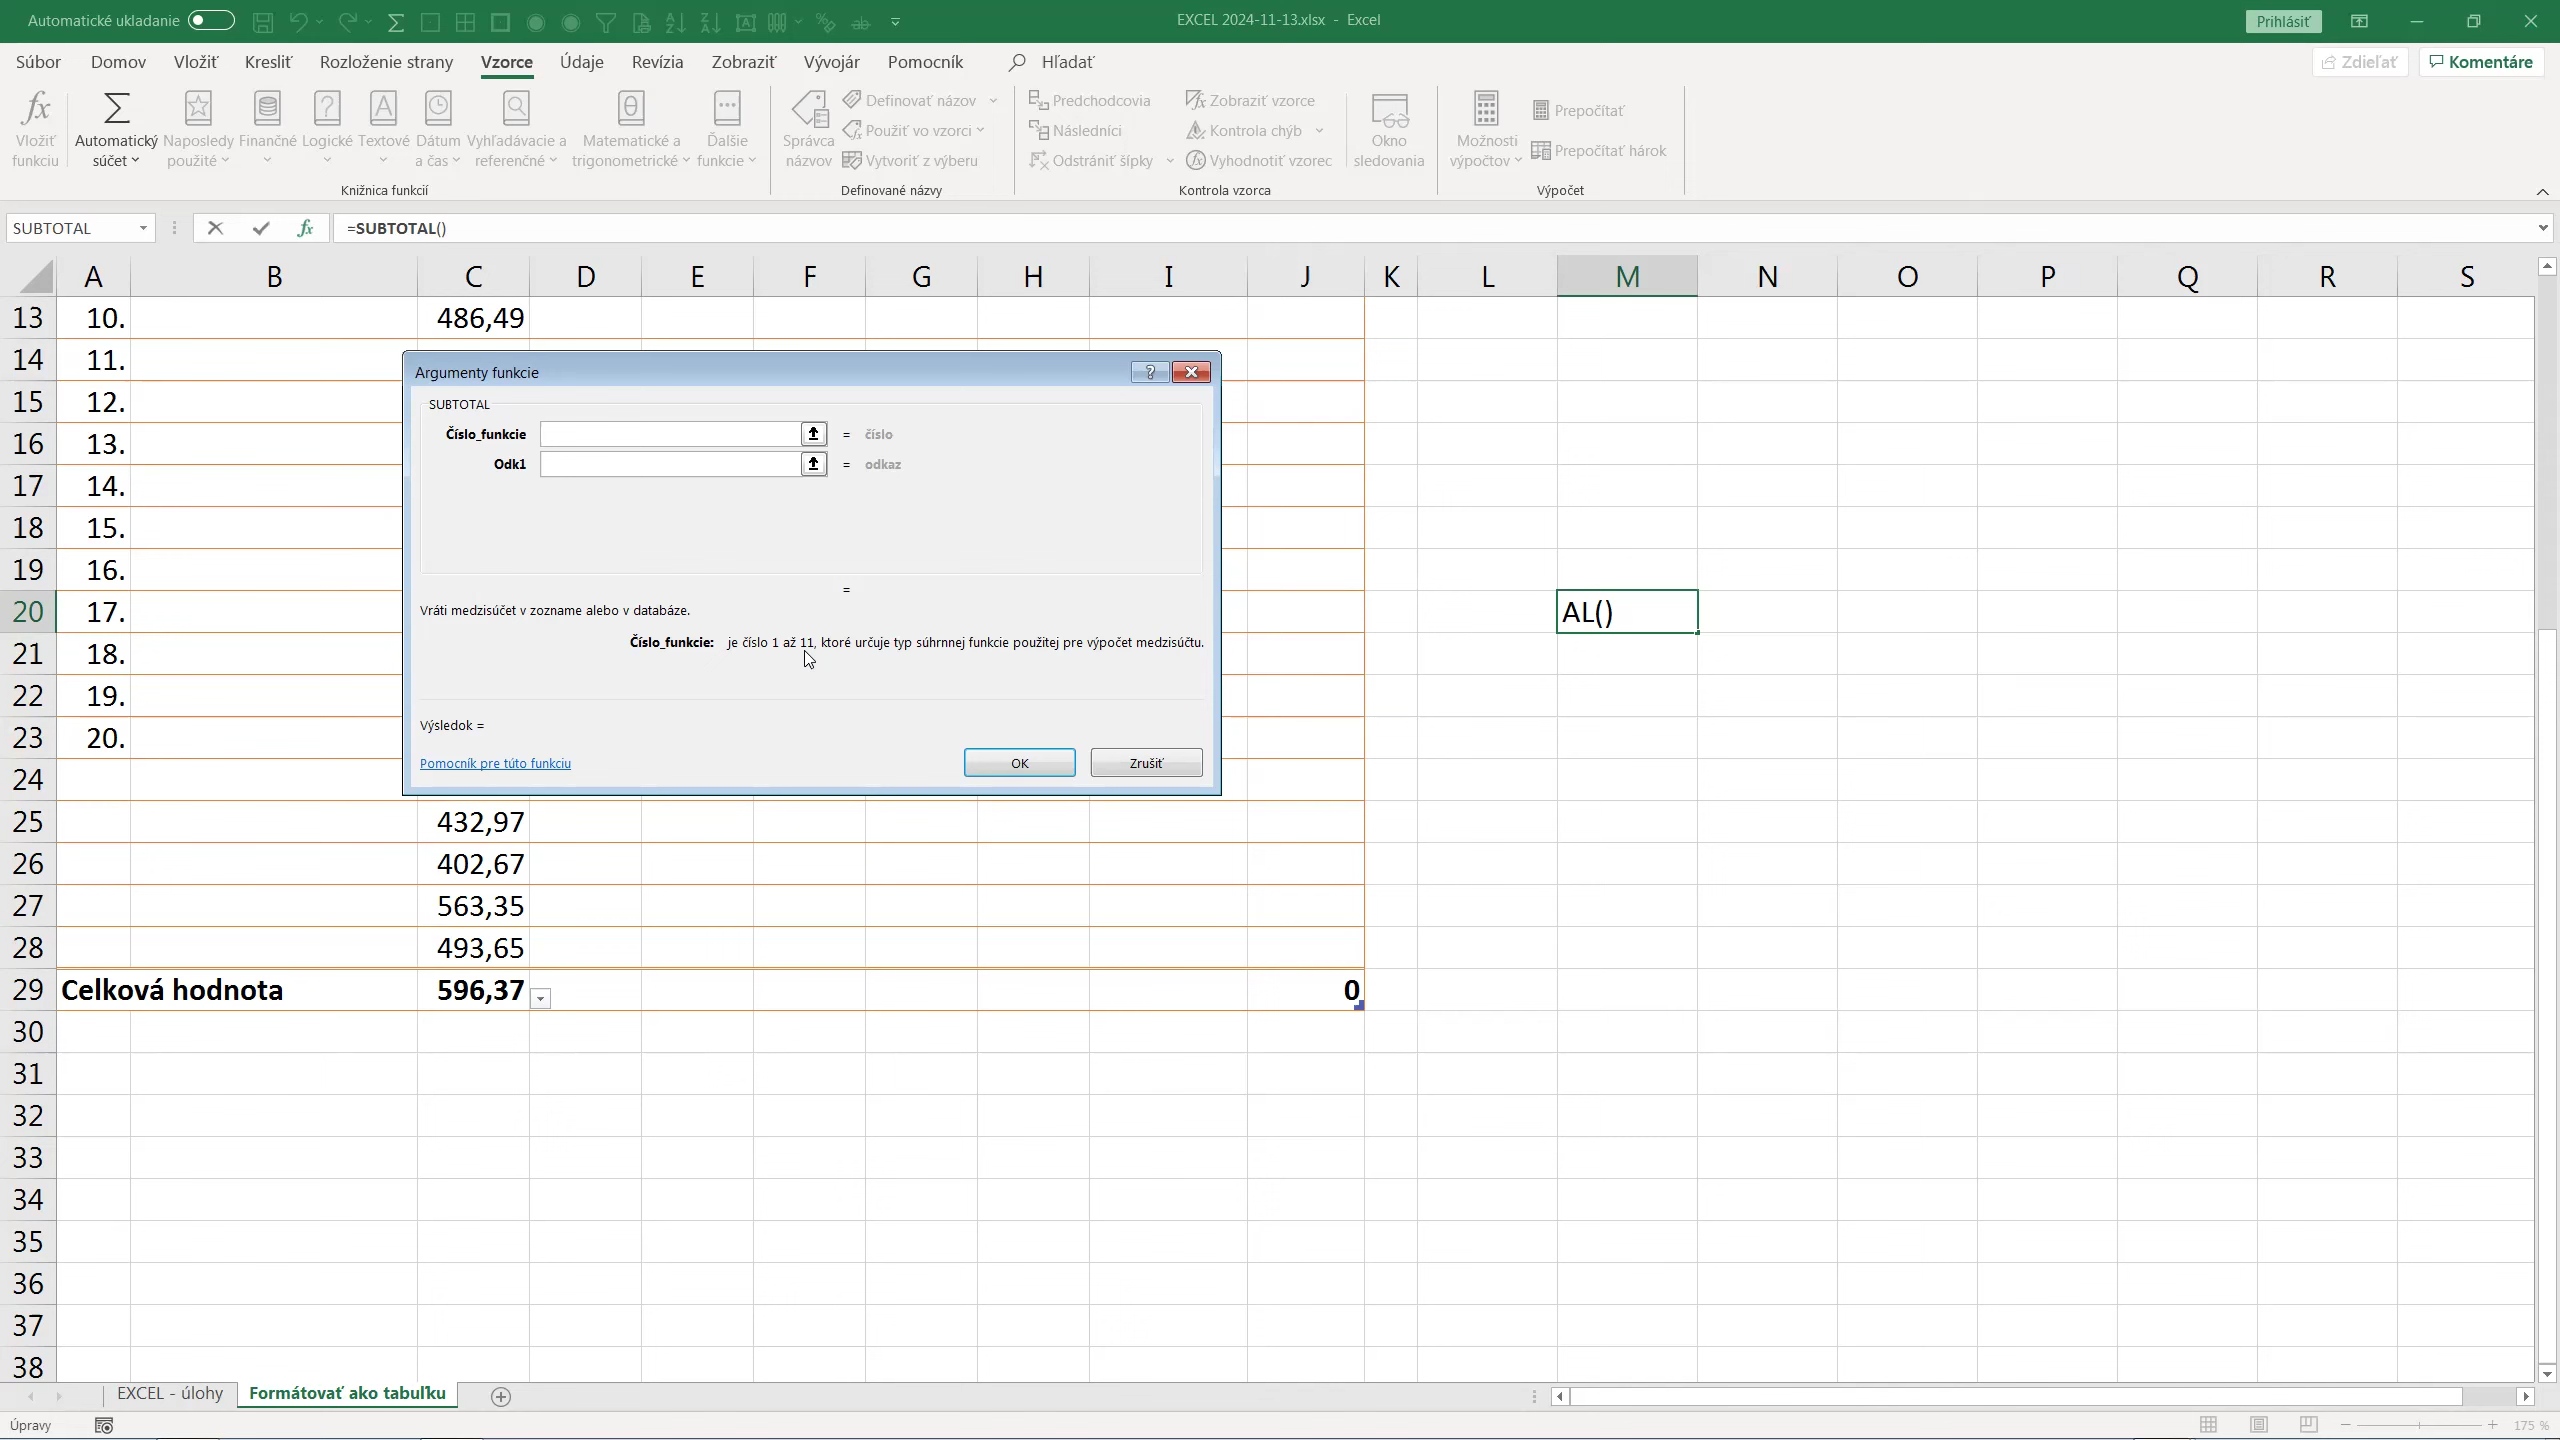 Automatické ukladanie
EXCEL 2024-11-13.xlsx - Excel
Prihlásiť
Súbor Domov Vložiť Kresliť Rozloženie strany Vzorce Údaje Revízia Zobraziť Vývojár Pomocník Hľadať
Zdieľať Komentáre
Vložiť funkciu
Automatický súčet
Naposledy použité
Finančné
Logické
Textové
Dátum a čas
Vyhľadávacie a referenčné
Matematické a trigonometrické
Ďalšie funkcie
Knižnica funkcií
Správca názvov
Definovať názov
Použiť vo vzorci
Vytvoriť z výberu
Definované názvy
Predchodcovia
Následníci
Odstrániť šípky
Zobraziť vzorce
Kontrola chýb
Vyhodnotiť vzorec
Kontrola vzorca
Okno sledovania
Možnosti výpočtov
Prepočítať
Prepočítať hárok
Výpočet
SUBTOTAL
fx
=SUBTOTAL()
A B C D E F G H I J K L M N O P Q R S
13 10. 486,49
14 11.
15 12.
16 13.
17 14.
18 15.
19 16.
20 17. AL()
21 18.
22 19.
23 20.
24
25 432,97
26 402,67
27 563,35
28 493,65
29 Celková hodnota 596,37 0
30
31
32
33
34
35
36
37
38
Argumenty funkcie
SUBTOTAL
Číslo_funkcie = číslo
Odk1 = odkaz
=
Vráti medzisúčet v zozname alebo v databáze.
Číslo_funkcie: je číslo 1 až 11, ktoré určuje typ súhrnnej funkcie použitej pre výpočet medzisúčtu.
Výsledok =
Pomocník pre túto funkciu
OK
Zrušiť
EXCEL - úlohy Formátovať ako tabuľku
Úpravy
175 %